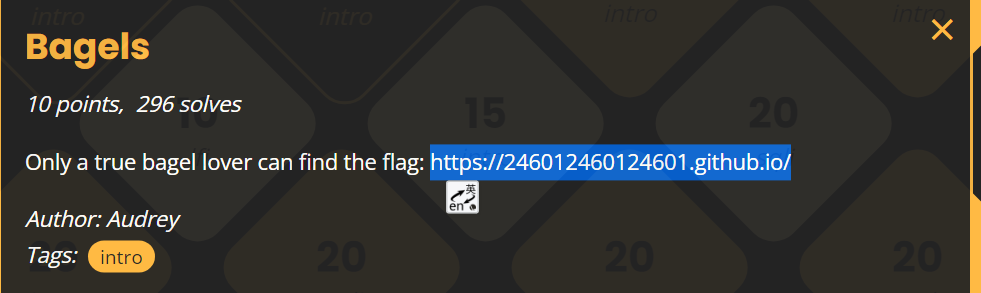 intro intro intro
Bagels
10 points,  296 solves
10 15 20
Only a true bagel lover can find the flag: https://246012460124601.github.io/
英
en
Author: Audrey
Tags: intro
20 20 20 20